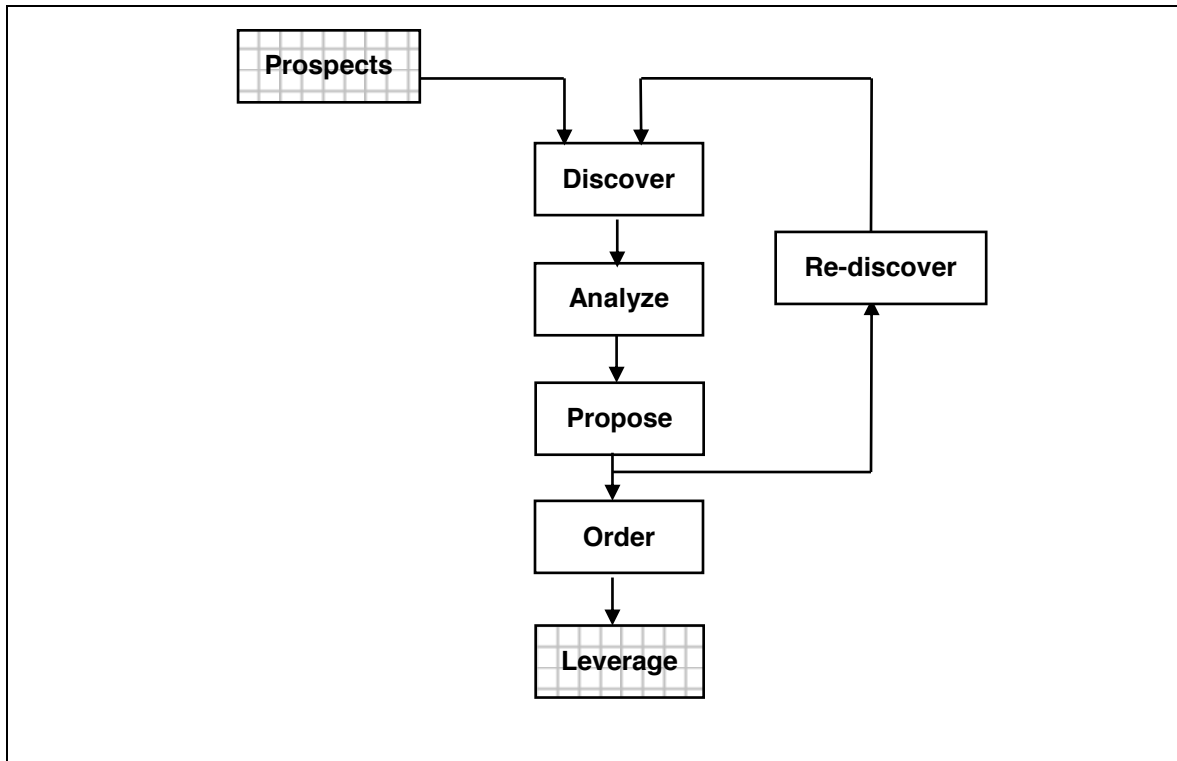 Prospects
Discover
Re-discover
Analyze
Propose
Order
Leverage